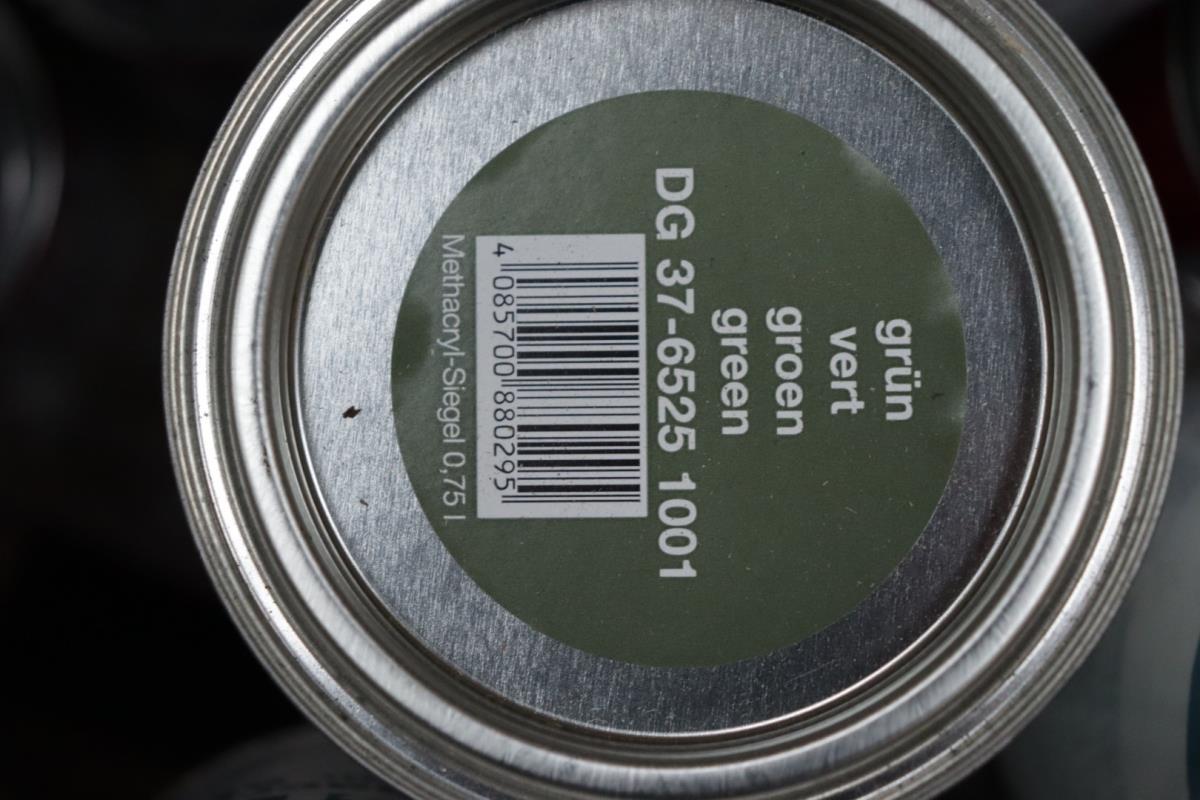 grün
vert
groen
green
DG 37-6525 1001
4 085700 880295
Methacryl-Siegel 0,75 l